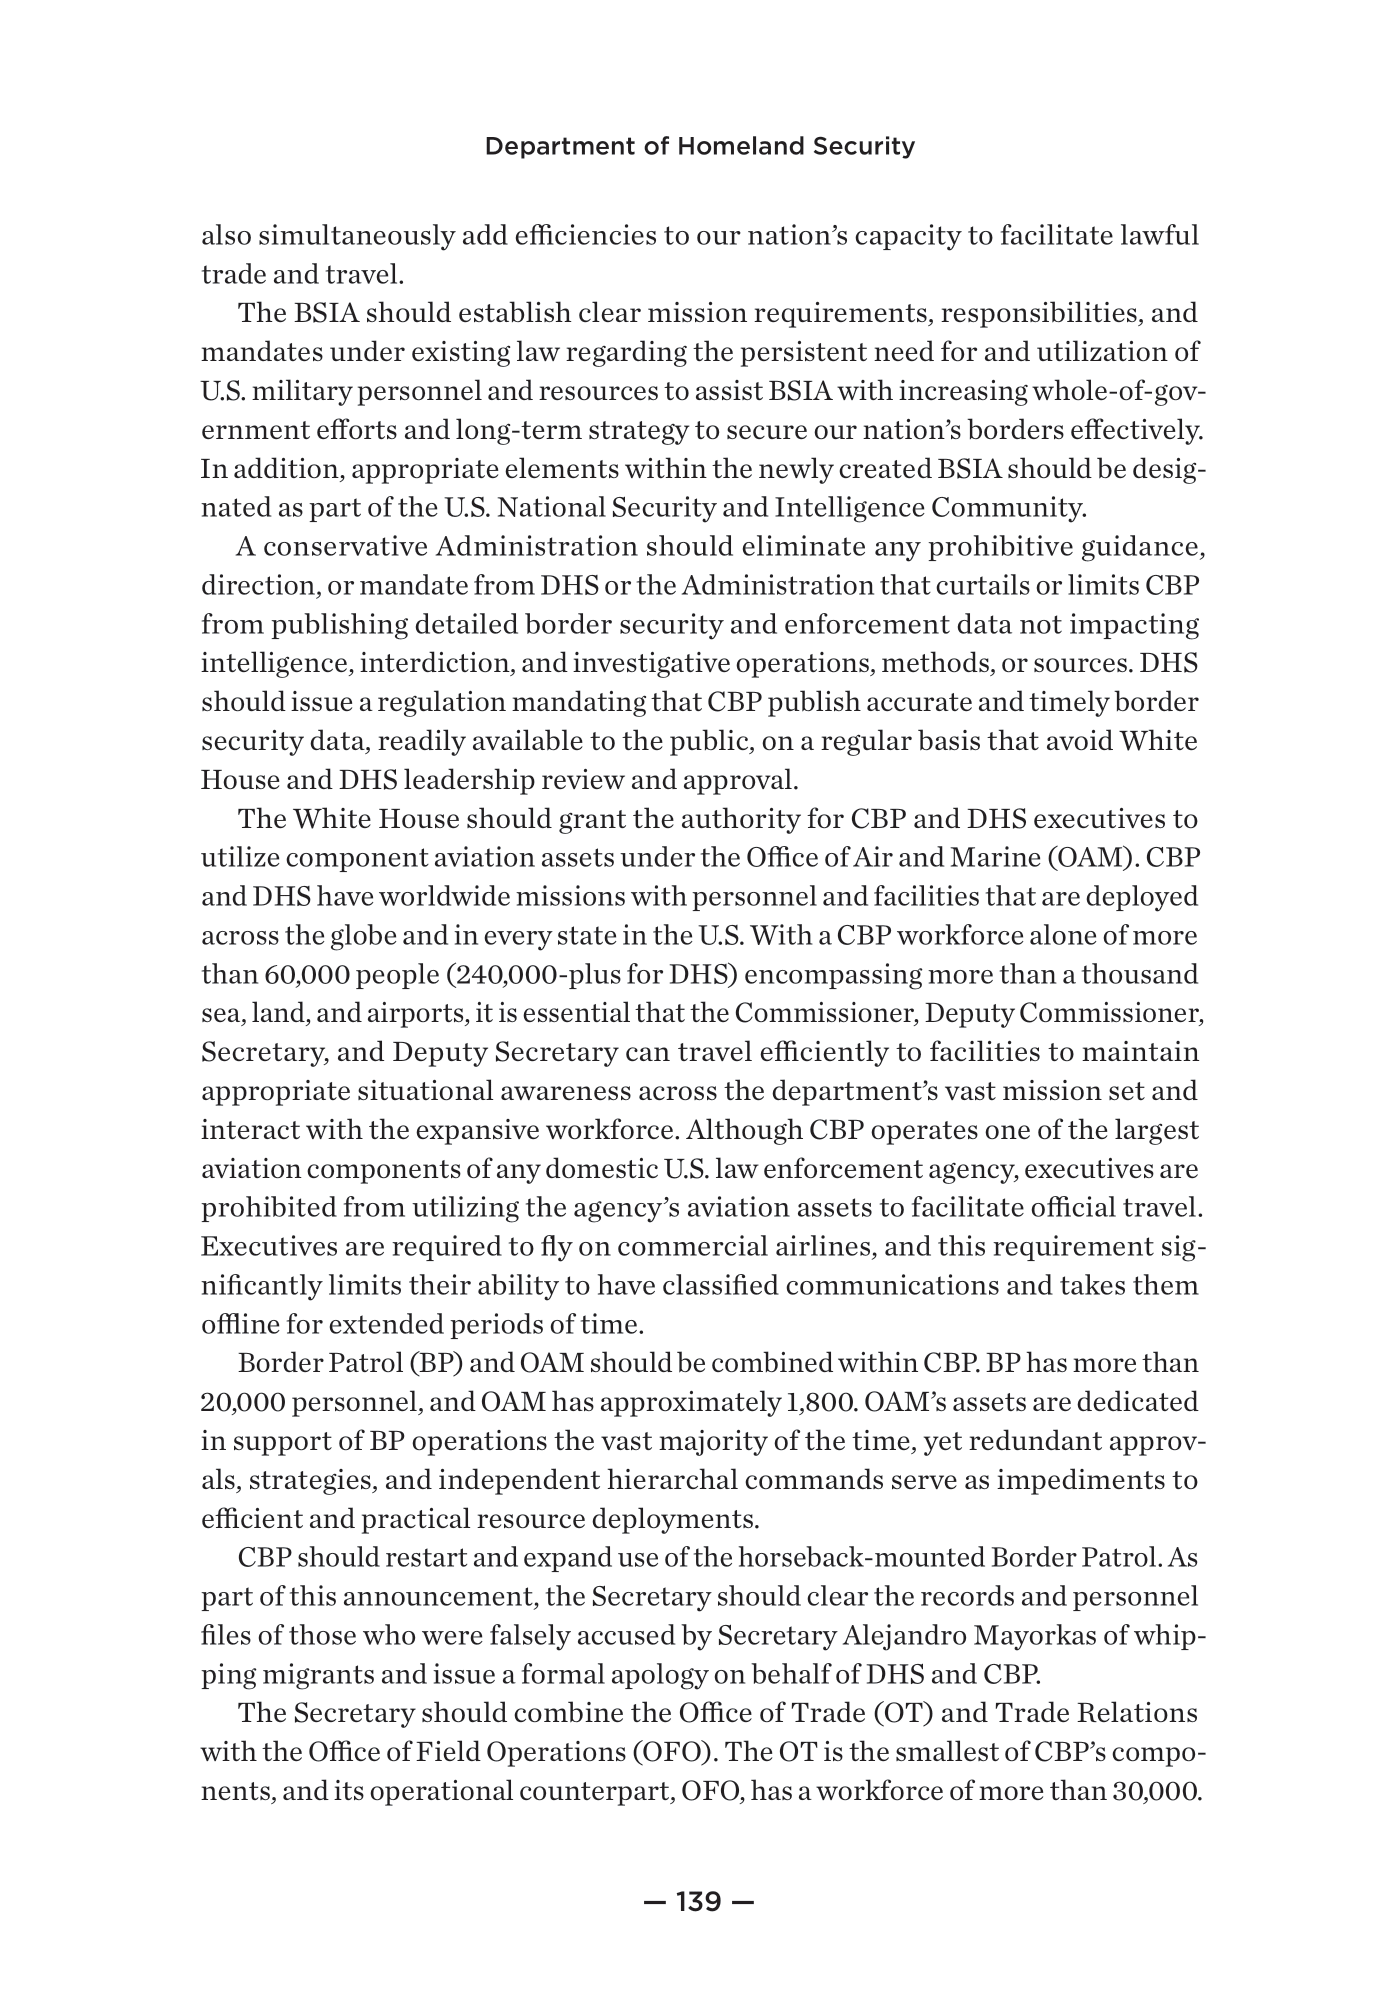 Department of Homeland Security
also simultaneously add efficiencies to our nation’s capacity to facilitate lawful
trade and travel.
The BSIA should establish clear mission requirements, responsibilities, and
mandates under existing law regarding the persistent need for and utilization of
U.S. military personnel and resources to assist BSIA with increasing whole-of-gov-
ernment efforts and long-term strategy to secure our nation’s borders effectively.
In addition, appropriate elements within the newly created BSIA should be desig-
nated as part of the U.S. National Security and Intelligence Community.
A conservative Administration should eliminate any prohibitive guidance,
direction, or mandate from DHS or the Administration that curtails or limits CBP
from publishing detailed border security and enforcement data not impacting
intelligence, interdiction, and investigative operations, methods, or sources. DHS
should issue a regulation mandating that CBP publish accurate and timely border
security data, readily available to the public, on a regular basis that avoid White
House and DHS leadership review and approval.
The White House should grant the authority for CBP and DHS executives to
utilize component aviation assets under the Office of Air and Marine (OAM). CBP
and DHS have worldwide missions with personnel and facilities that are deployed
across the globe and in every state in the U.S. With a CBP workforce alone of more
than 60,000 people (240,000-plus for DHS) encompassing more than a thousand
sea, land, and airports, it is essential that the Commissioner, Deputy Commissioner,
Secretary, and Deputy Secretary can travel efficiently to facilities to maintain
appropriate situational awareness across the department’s vast mission set and
interact with the expansive workforce. Although CBP operates one of the largest
aviation components of any domestic U.S. law enforcement agency, executives are
prohibited from utilizing the agency’s aviation assets to facilitate official travel.
Executives are required to fly on commercial airlines, and this requirement sig-
nificantly limits their ability to have classified communications and takes them
offline for extended periods of time.
Border Patrol (BP) and OAM should be combined within CBP. BP has more than
20,000 personnel, and OAM has approximately 1,800. OAM’s assets are dedicated
in support of BP operations the vast majority of the time, yet redundant approv-
als, strategies, and independent hierarchal commands serve as impediments to
efficient and practical resource deployments.
CBP should restart and expand use of the horseback-mounted Border Patrol. As
part of this announcement, the Secretary should clear the records and personnel
files of those who were falsely accused by Secretary Alejandro Mayorkas of whip-
ping migrants and issue a formal apology on behalf of DHS and CBP.
The Secretary should combine the Office of Trade (OT) and Trade Relations
with the Office of Field Operations (OFO). The OT is the smallest of CBP’s compo-
nents, and its operational counterpart, OFO, has a workforce of more than 30,000.
— 139 —